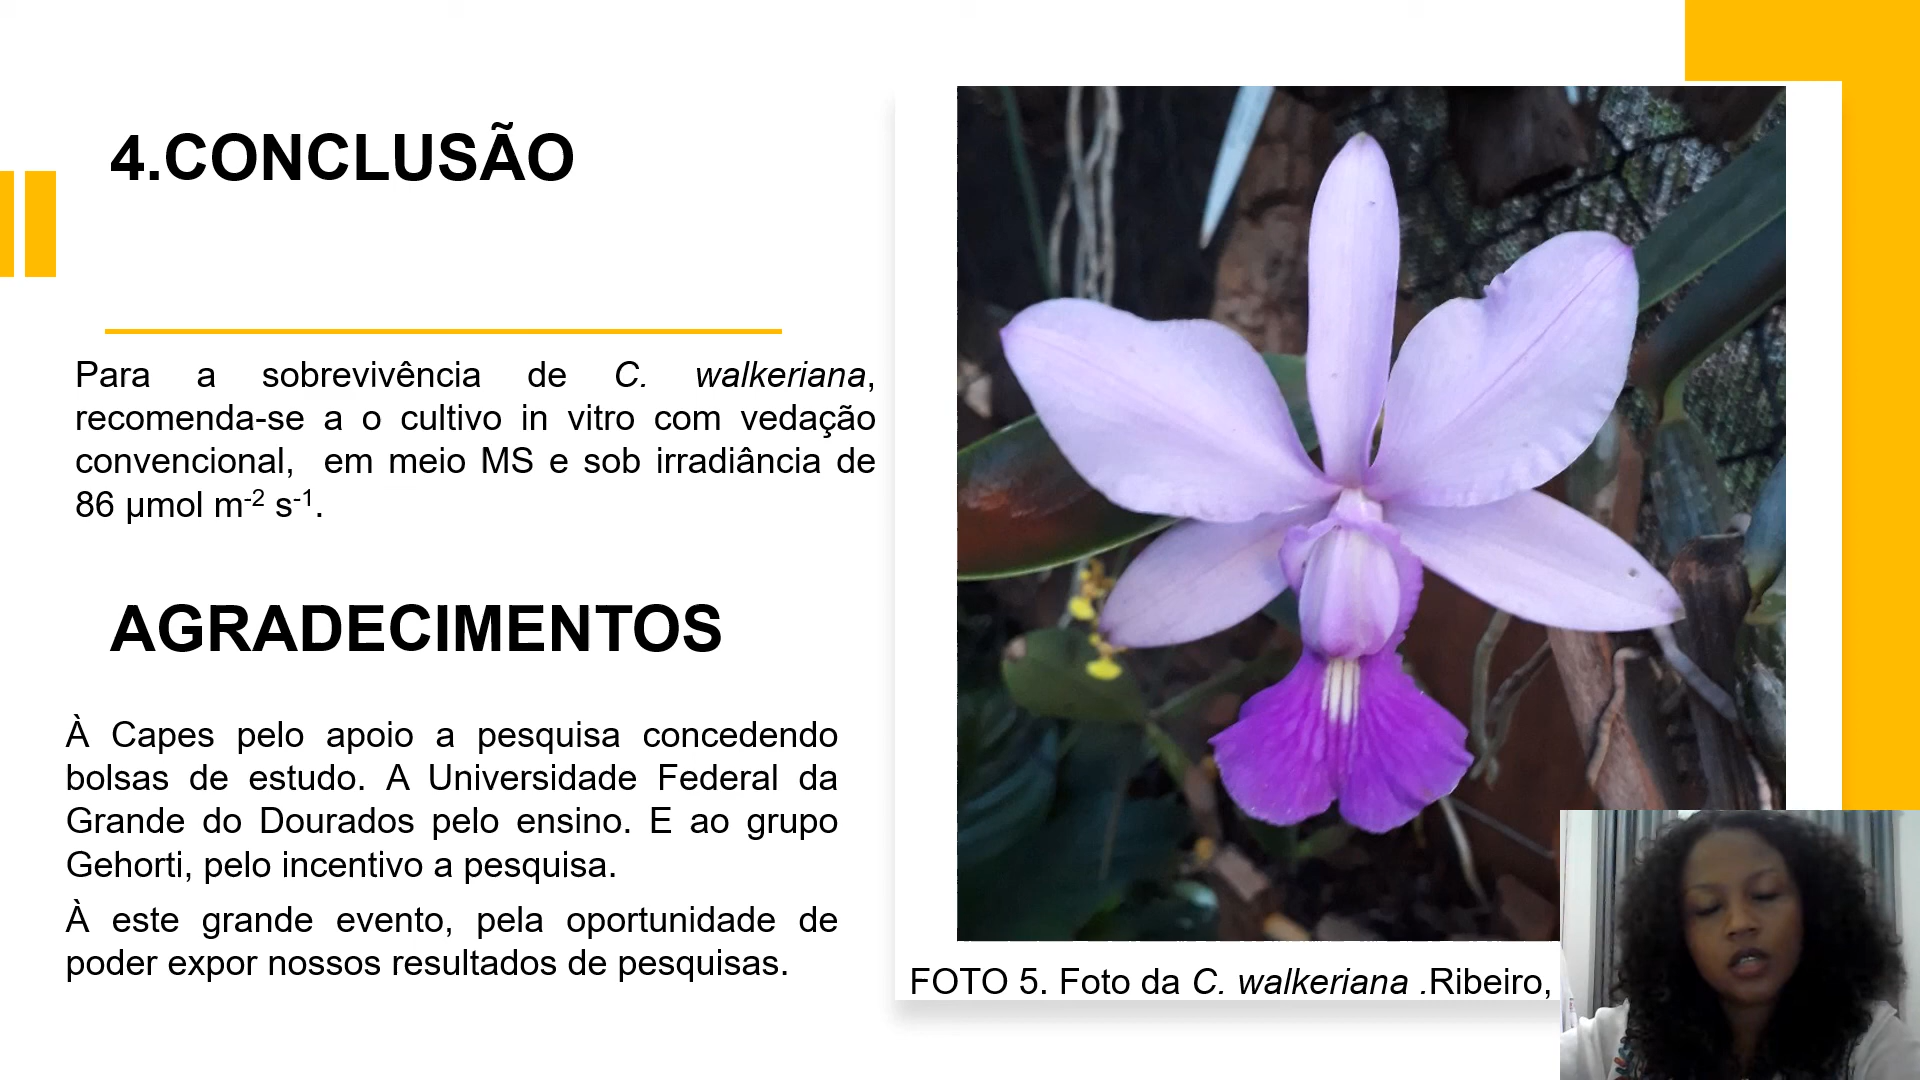 4.CONCLUSÃO
Para a sobrevivência de C. walkeriana,
recomenda-se a o cultivo in vitro com vedação
convencional, em meio MS e sob irradiância de
86 μmol m-2 s-1.
AGRADECIMENTOS
À Capes pelo apoio a pesquisa concedendo
bolsas de estudo. A Universidade Federal da
Grande do Dourados pelo ensino. E ao grupo
Gehorti, pelo incentivo a pesquisa.
À este grande evento, pela oportunidade de
poder expor nossos resultados de pesquisas.
FOTO 5. Foto da C. walkeriana .Ribeiro,